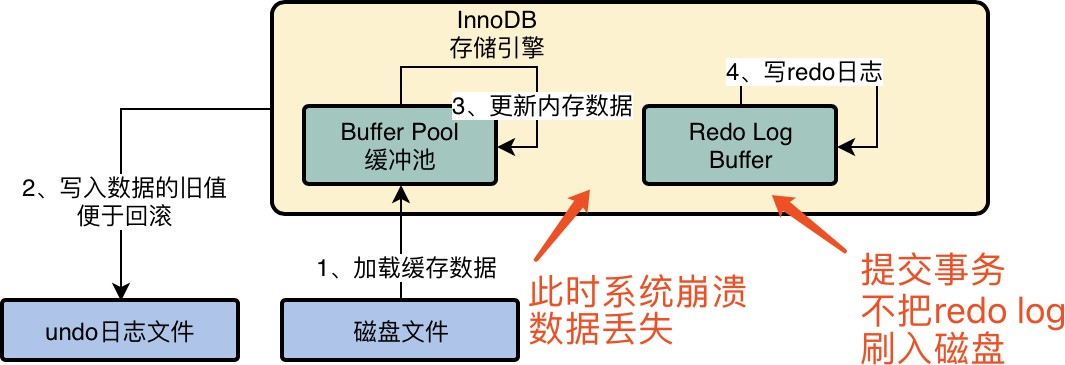 InnoDB
存储引擎
4、写redo日志
3、更新内存数据
Buffer Pool
缓冲池
Redo Log
Buffer
2、写入数据的旧值
便于回滚
1、加载缓存数据
此时系统崩溃
数据丢失
提交事务
不把redo log
刷入磁盘
undo日志文件
磁盘文件